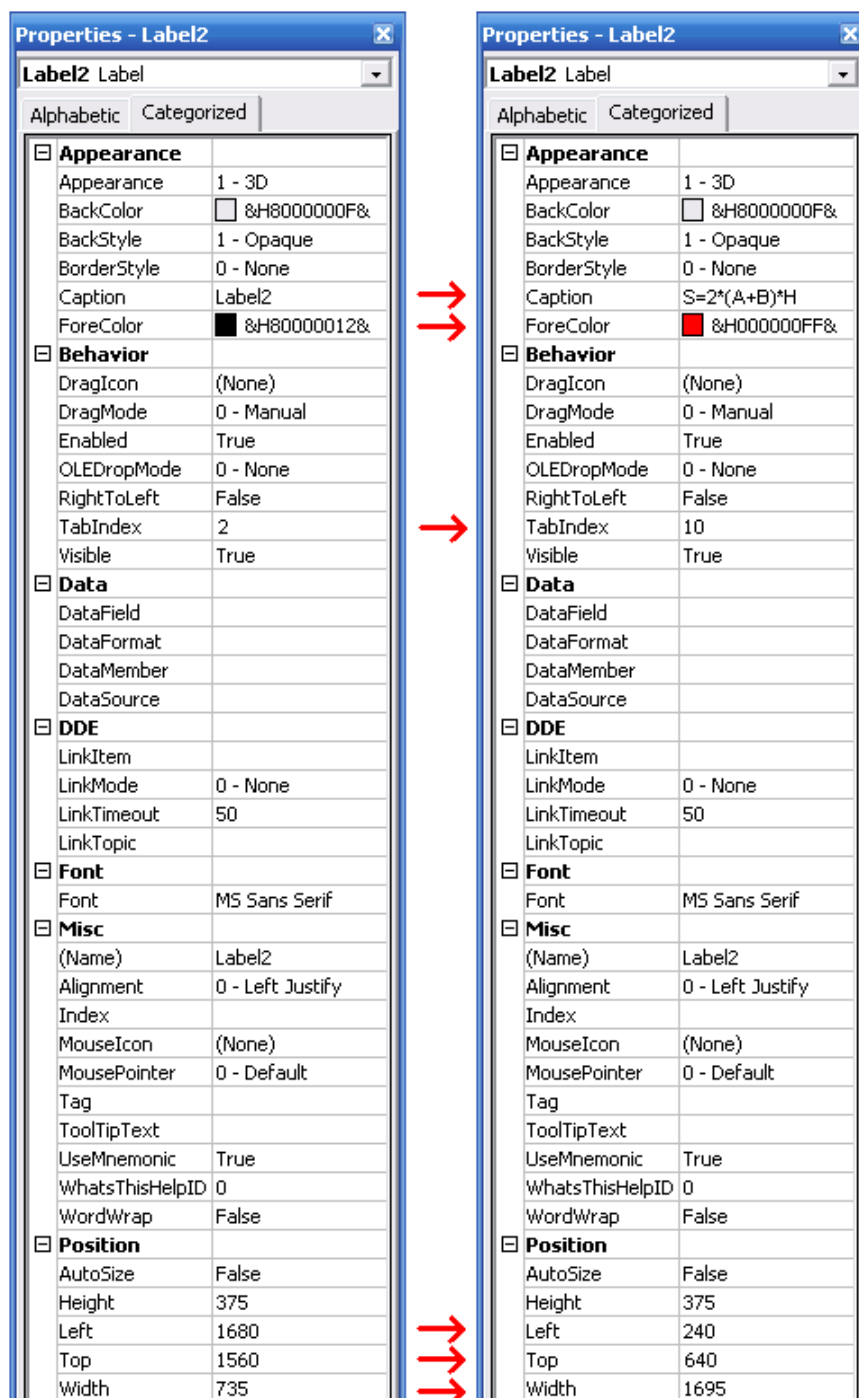 Properties - Label2
Label2 Label
Alphabetic Categorized
Appearance
Appearance 1 - 3D
BackColor &H8000000F&
BackStyle 1 - Opaque
BorderStyle 0 - None
Caption Label2
ForeColor &H80000012&
Behavior
DragIcon (None)
DragMode 0 - Manual
Enabled True
OLEDropMode 0 - None
RightToLeft False
TabIndex 2
Visible True
Data
DataField
DataFormat
DataMember
DataSource
DDE
LinkItem
LinkMode 0 - None
LinkTimeout 50
LinkTopic
Font
Font MS Sans Serif
Misc
(Name) Label2
Alignment 0 - Left Justify
Index
MouseIcon (None)
MousePointer 0 - Default
Tag
ToolTipText
UseMnemonic True
WhatsThisHelpID 0
WordWrap False
Position
AutoSize False
Height 375
Left 1680
Top 1560
Width 735
Properties - Label2
Label2 Label
Alphabetic Categorized
Appearance
Appearance 1 - 3D
BackColor &H8000000F&
BackStyle 1 - Opaque
BorderStyle 0 - None
Caption S=2*(A+B)*H
ForeColor &H000000FF&
Behavior
DragIcon (None)
DragMode 0 - Manual
Enabled True
OLEDropMode 0 - None
RightToLeft False
TabIndex 10
Visible True
Data
DataField
DataFormat
DataMember
DataSource
DDE
LinkItem
LinkMode 0 - None
LinkTimeout 50
LinkTopic
Font
Font MS Sans Serif
Misc
(Name) Label2
Alignment 0 - Left Justify
Index
MouseIcon (None)
MousePointer 0 - Default
Tag
ToolTipText
UseMnemonic True
WhatsThisHelpID 0
WordWrap False
Position
AutoSize False
Height 375
Left 240
Top 640
Width 1695